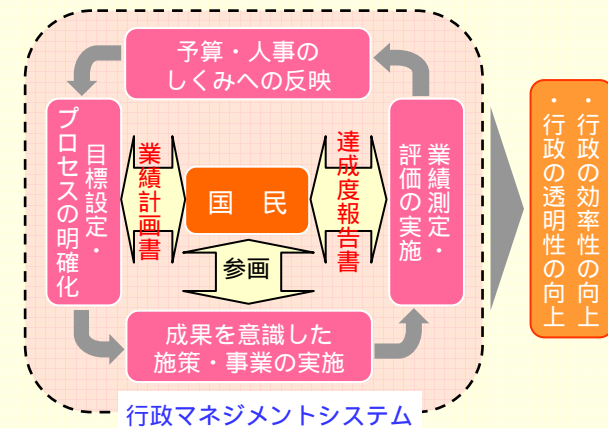 予算・人事の
しくみへの反映
目標設定・
プロセスの明確化
業績計画書
国　民
達成度報告書
業績測定・
評価の実施
参画
成果を意識した
施策・事業の実施
行政マネジメントシステム
・行政の効率性の向上
・行政の透明性の向上